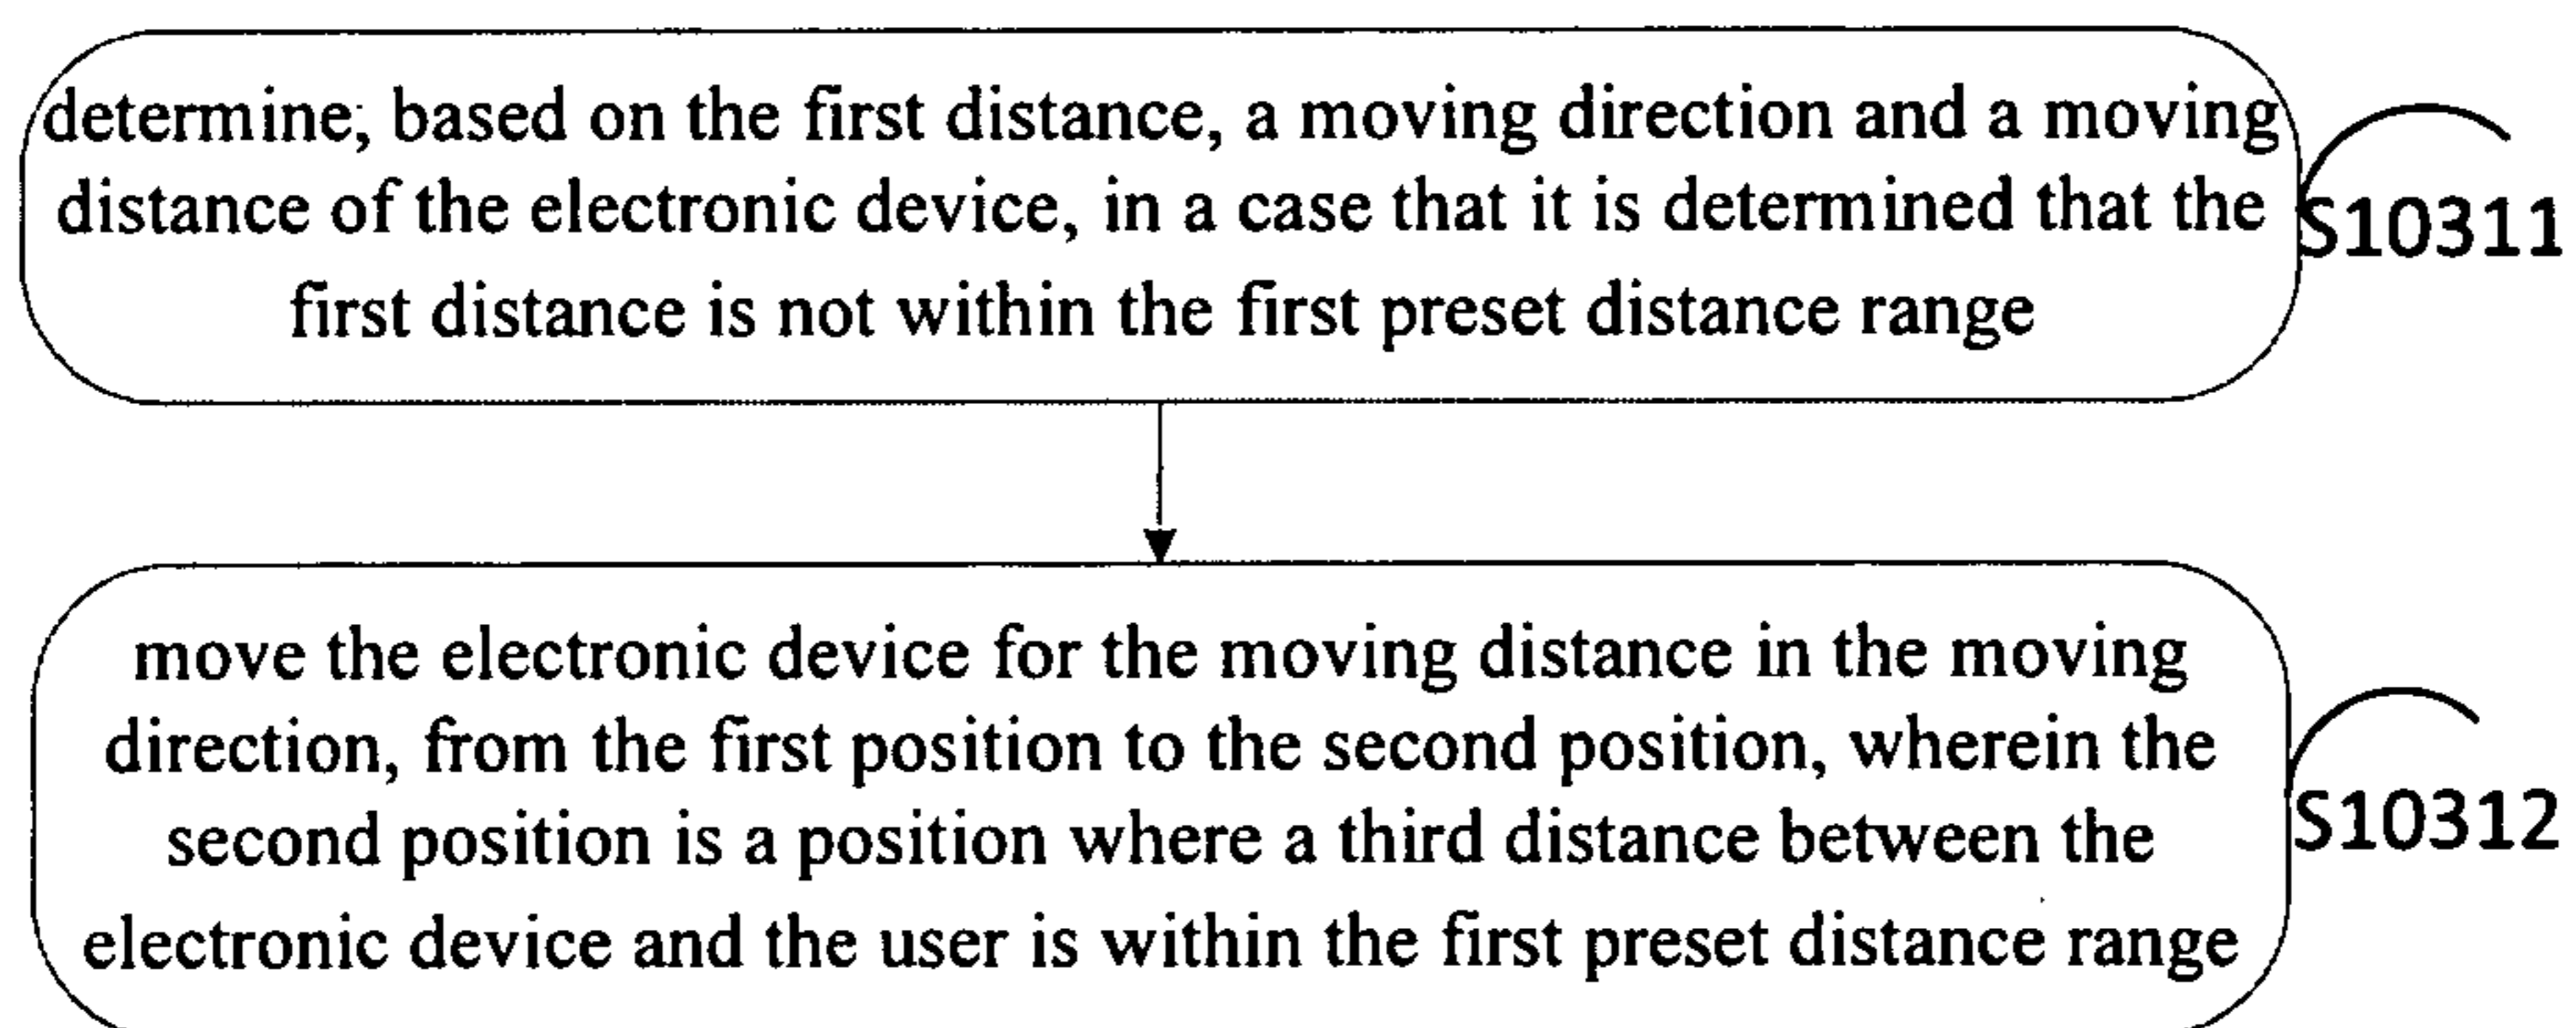 determine, based on the first distance, a moving direction and a moving
distance of the electronic device, in a case that it is determined that the
first distance is not within the first preset distance range
S10311
move the electronic device for the moving distance in the moving
direction, from the first position to the second position, wherein the
second position is a position where a third distance between the
electronic device and the user is within the first preset distance range
S10312